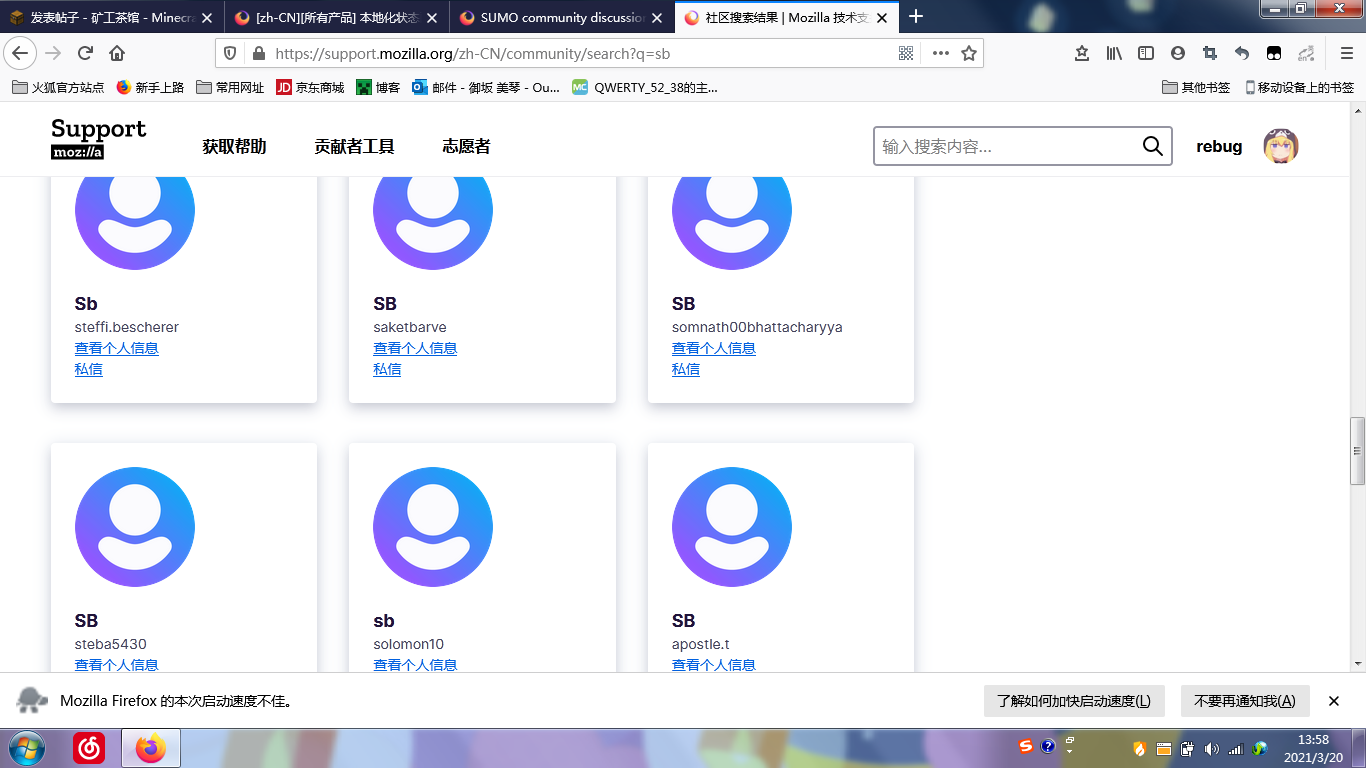 发表帖子 - 矿工茶馆 - Minecra
[zh-CN][所有产品] 本地化状态
SUMO community discussion
社区搜索结果 | Mozilla 技术支
https://support.mozilla.org/zh-CN/community/search?q=sb
火狐官方站点
新手上路
常用网址
JD 京东商城
博客
邮件 - 御坂 美琴 - Ou...
MC QWERTY_52_38的主...
其他书签
移动设备上的书签
Support
moz://a
获取帮助
贡献者工具
志愿者
输入搜索内容...
rebug
Sb
steffi.bescherer
查看个人信息
私信
SB
saketbarve
查看个人信息
私信
SB
somnath00bhattacharyya
查看个人信息
私信
SB
steba5430
查看个人信息
sb
solomon10
查看个人信息
SB
apostle.t
查看个人信息
Mozilla Firefox 的本次启动速度不佳。
了解如何加快启动速度(L)
不要再通知我(A)
13:58
2021/3/20